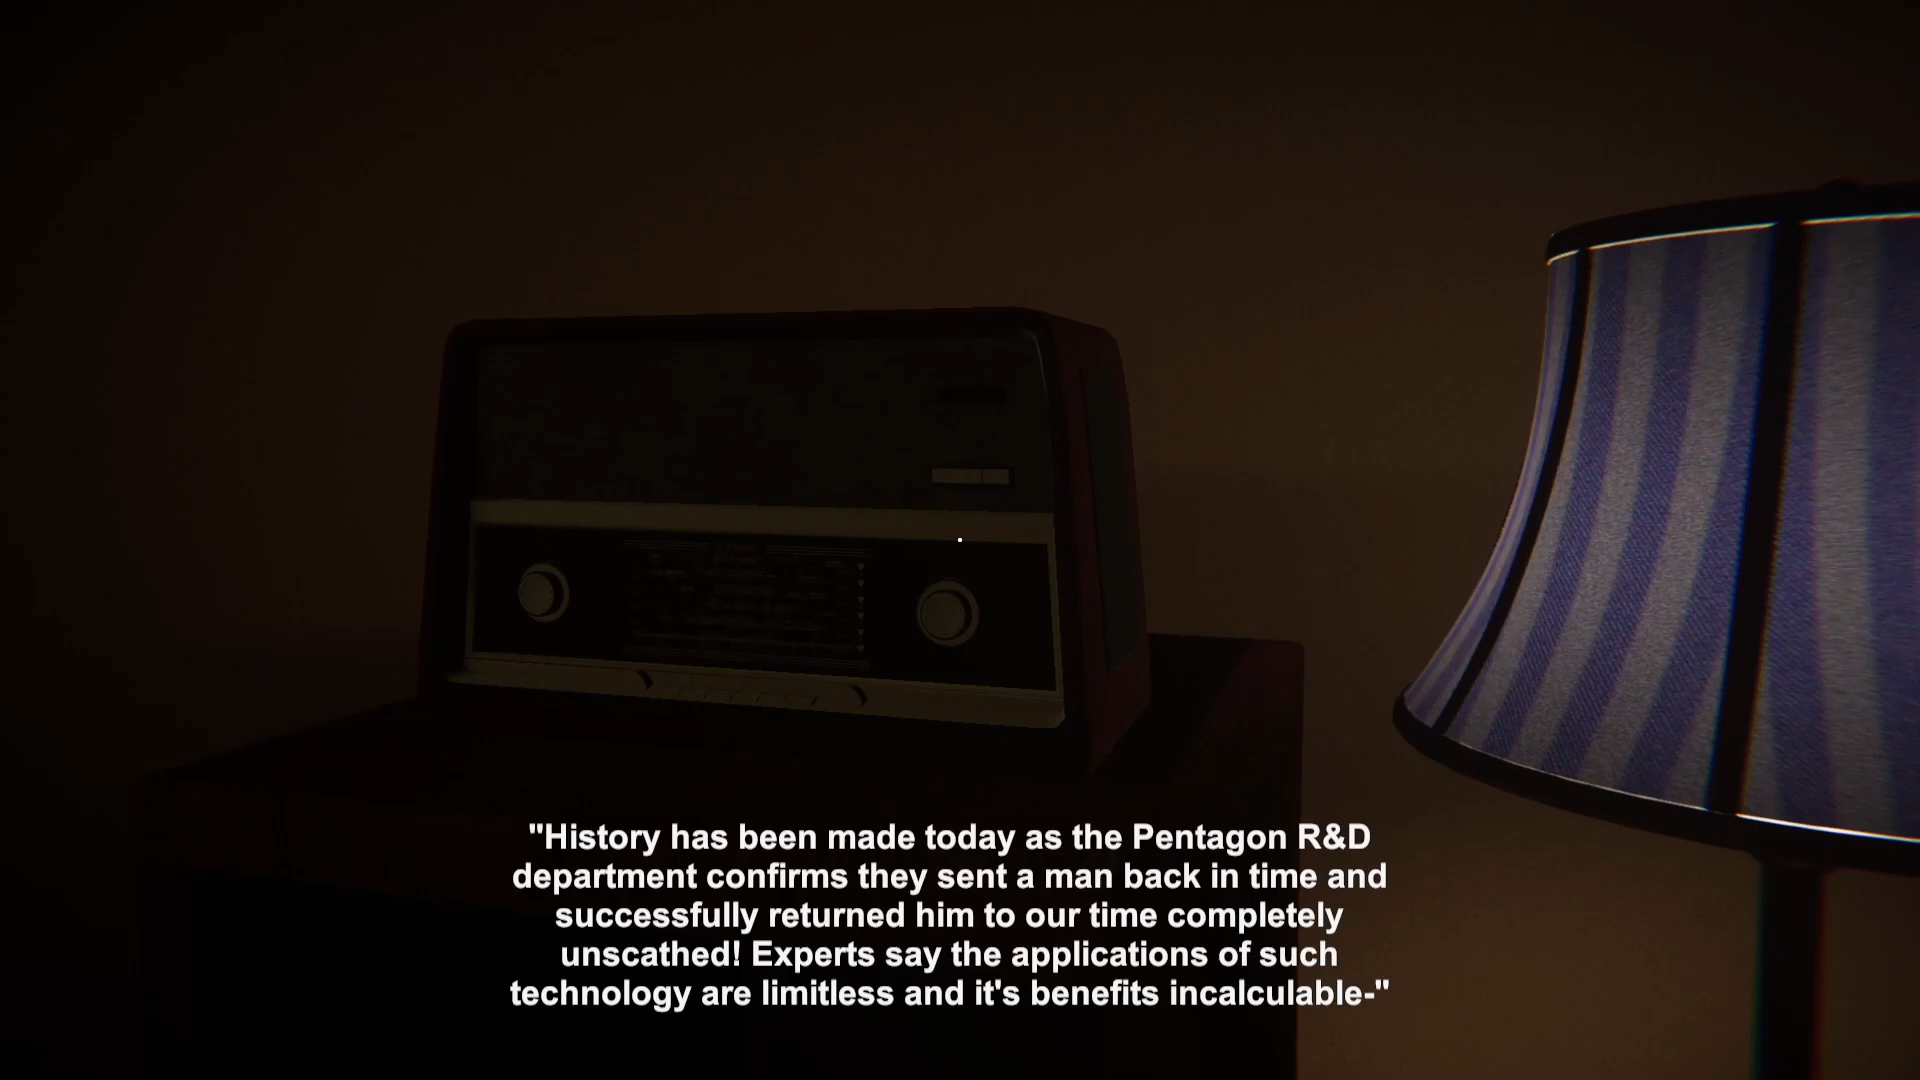 "History has been made today as the Pentagon R&D
department confirms they sent a man back in time and
successfully returned him to our time completely
unscathed! Experts say the applications of such
technology are limitless and it's benefits incalculable-"